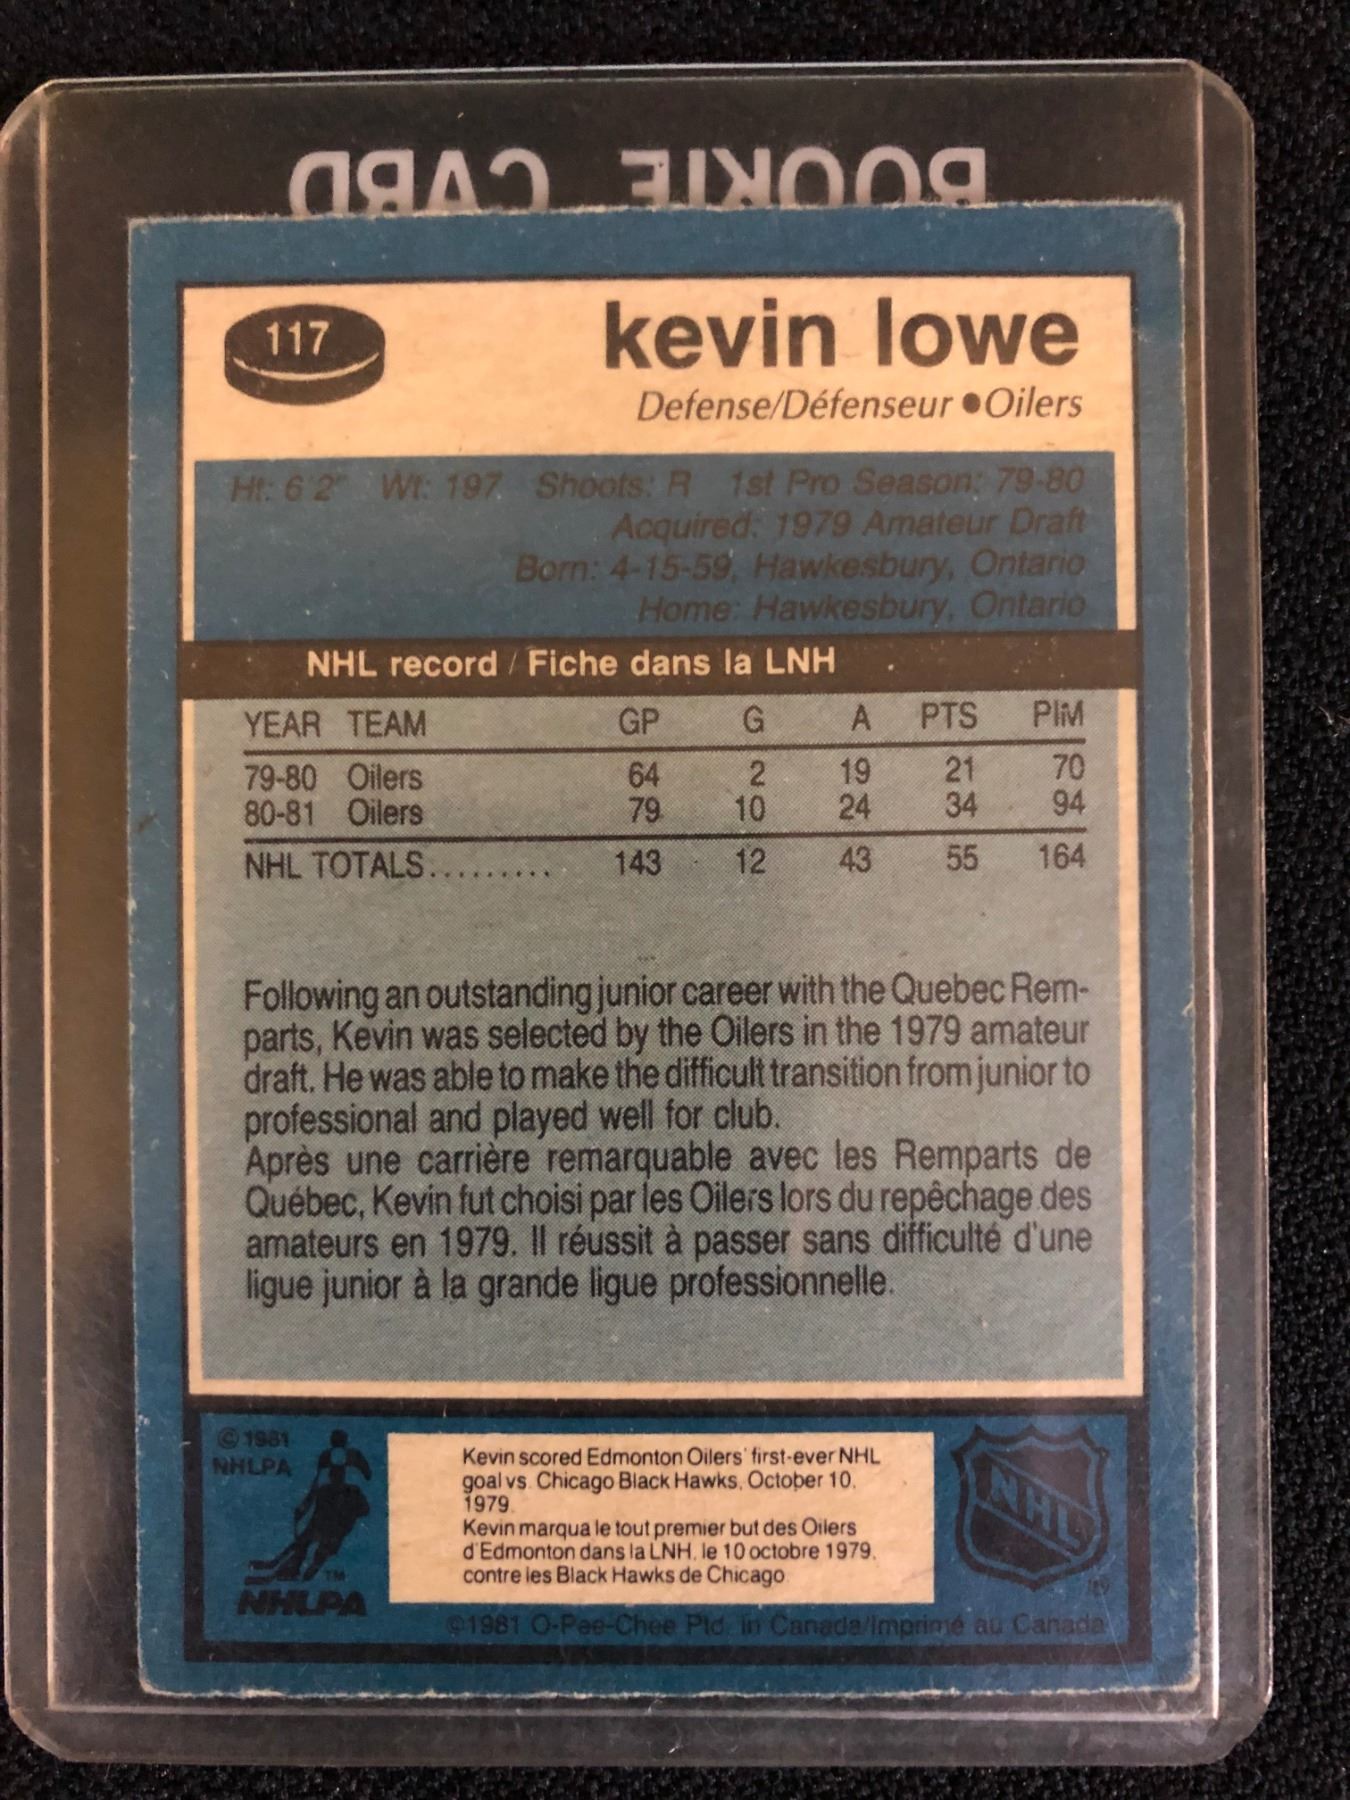 ROOKIE CARD
117
kevin lowe
Defense/Défenseur ●Oilers
Ht: 6'2" Wt: 197 Shoots: R 1st Pro Season: 79-80
Acquired: 1979 Amateur Draft
Born: 4-15-59, Hawkesbury, Ontario
Home: Hawkesbury, Ontario
NHL record / Fiche dans la LNH
YEAR TEAM GP G A PTS PIM
79-80 Oilers 64 2 19 21 70
80-81 Oilers 79 10 24 34 94
NHL TOTALS......... 143 12 43 55 164
Following an outstanding junior career with the Quebec Rem-
parts, Kevin was selected by the Oilers in the 1979 amateur
draft. He was able to make the difficult transition from junior to
professional and played well for club.
Après une carrière remarquable avec les Remparts de
Québec, Kevin fut choisi par les Oilers lors du repêchage des
amateurs en 1979. Il réussit à passer sans difficulté d'une
ligue junior à la grande ligue professionnelle.
© 1981
NHLPA
TM
NHLPA
Kevin scored Edmonton Oilers' first-ever NHL
goal vs. Chicago Black Hawks, October 10,
1979.
Kevin marqua le tout premier but des Oilers
d'Edmonton dans la LNH, le 10 octobre 1979,
contre les Black Hawks de Chicago
NHL
©1981 O-Pee-Chee Ptd. in Canada/Imprimé au Canada